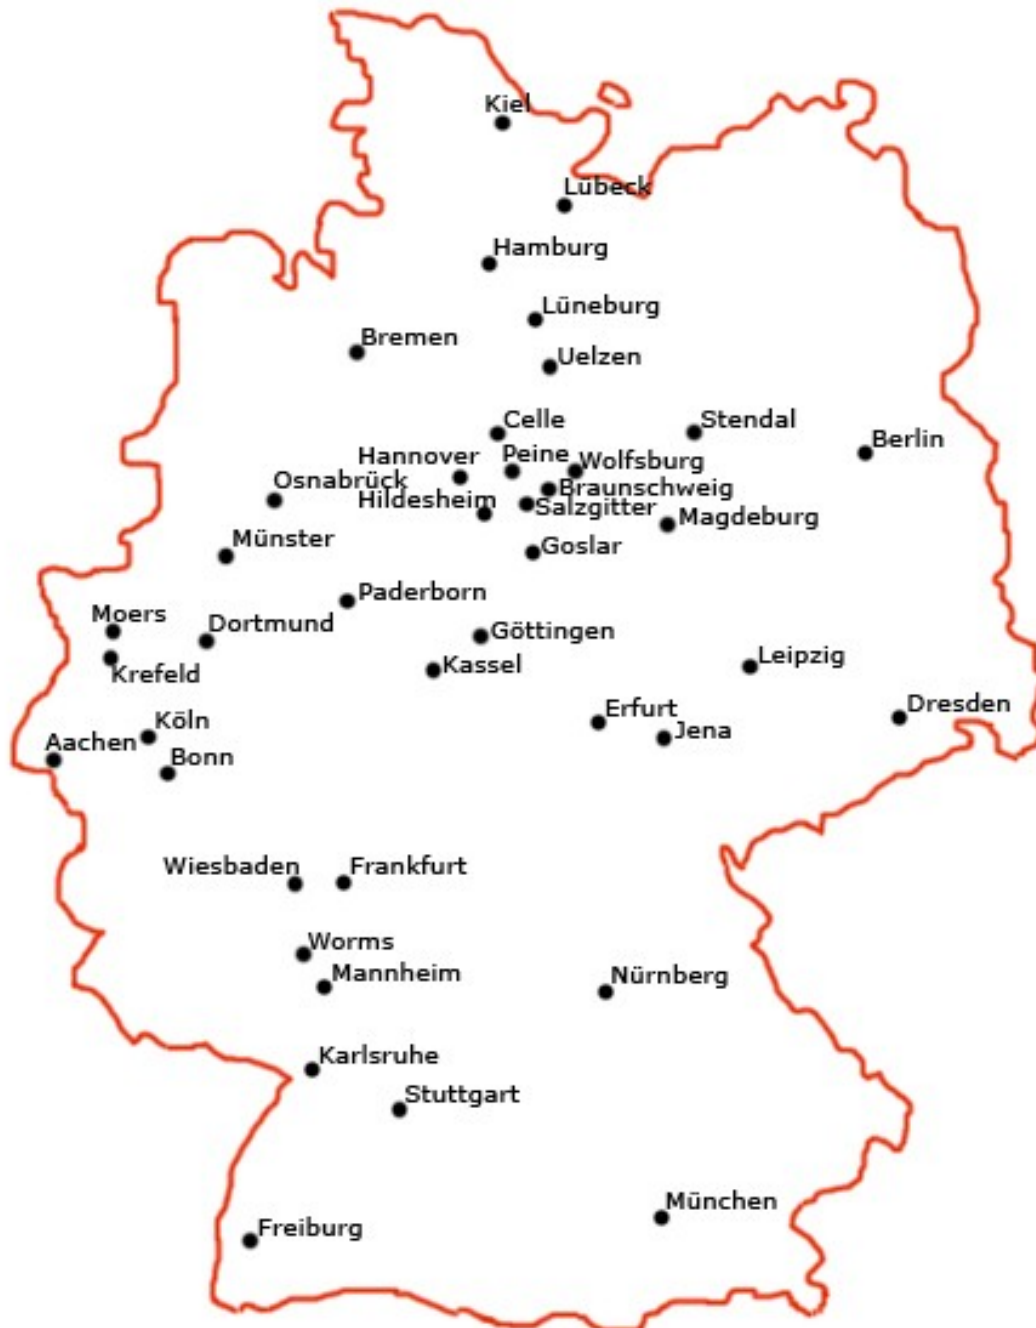 Kiel
Lübeck
Hamburg
Lüneburg
Bremen
Uelzen
Celle
Stendal
Berlin
Hannover
Peine
Wolfsburg
Osnabrück
Braunschweig
Hildesheim
Salzgitter
Magdeburg
Münster
Goslar
Paderborn
Moers
Dortmund
Göttingen
Kassel
Leipzig
Krefeld
Erfurt
Dresden
Köln
Jena
Aachen
Bonn
Wiesbaden
Frankfurt
Worms
Mannheim
Nürnberg
Karlsruhe
Stuttgart
München
Freiburg